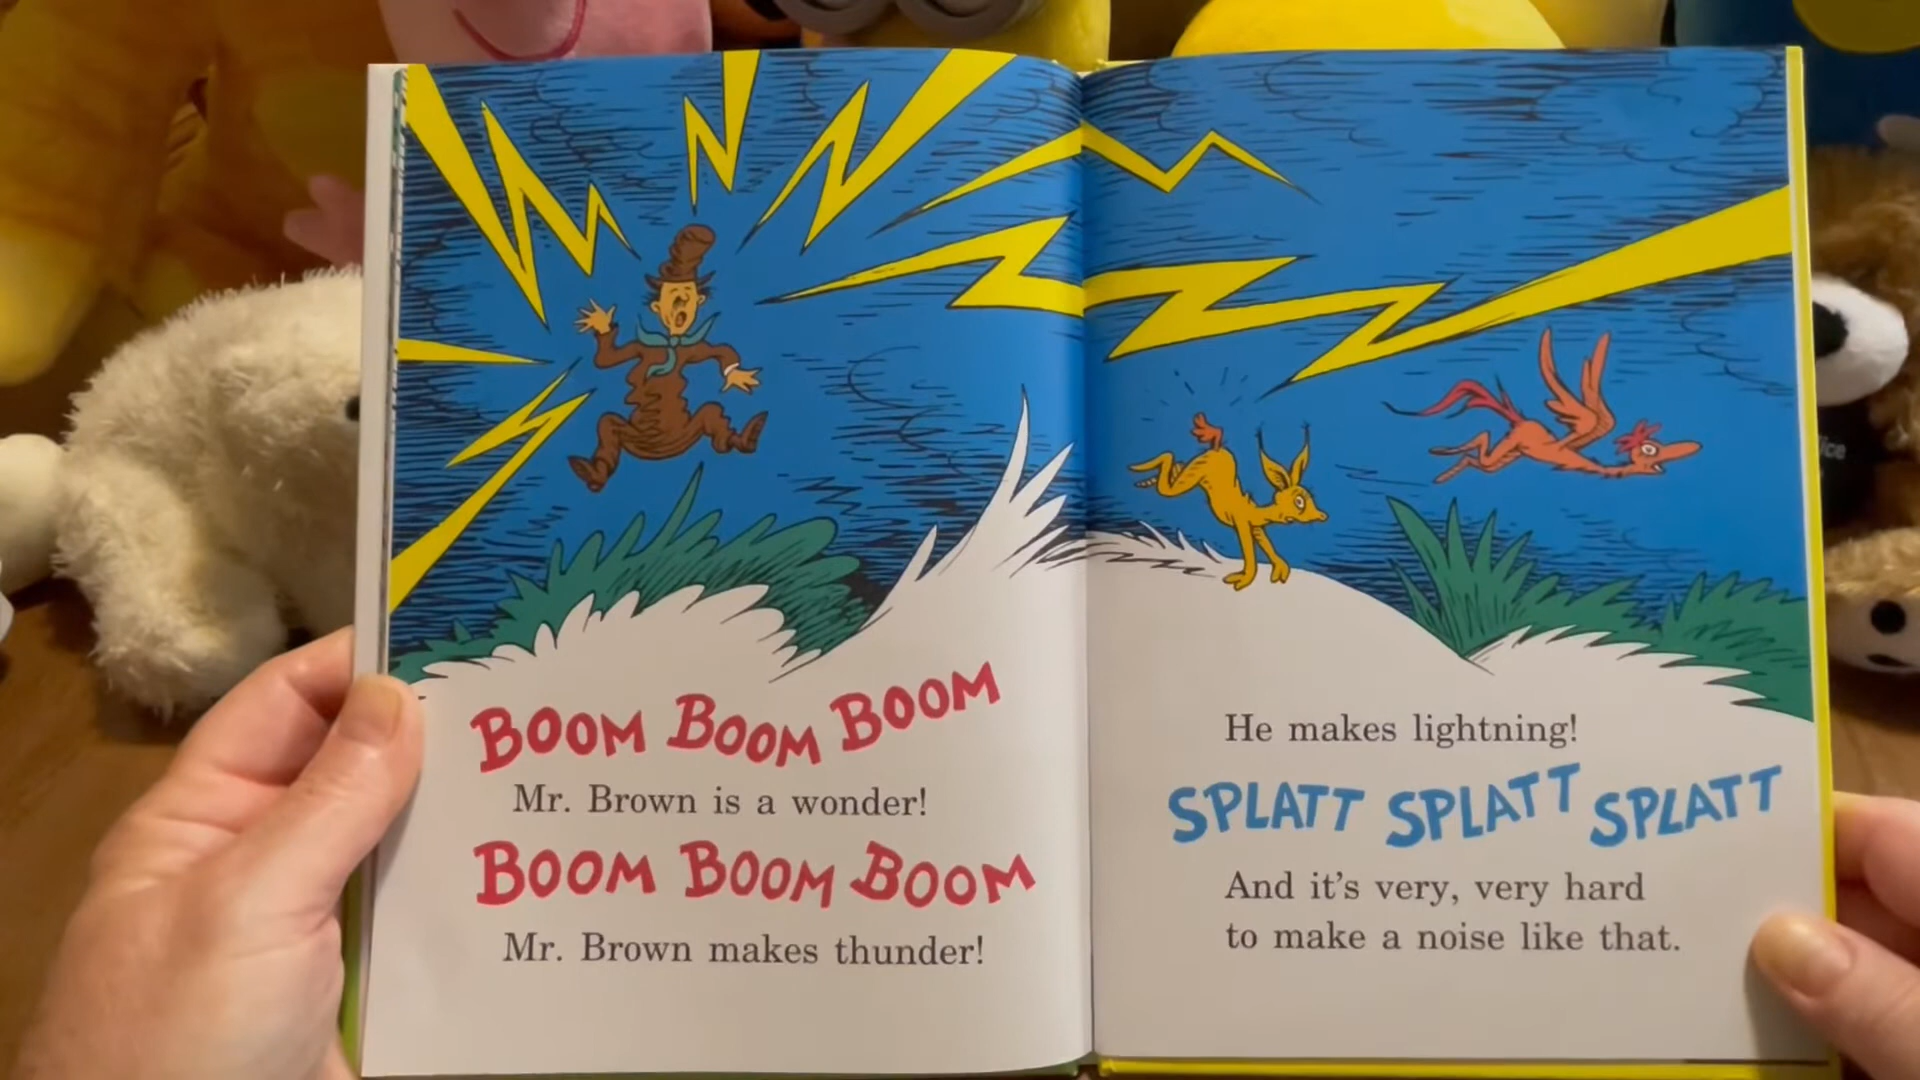 BOOM BOOM BOOM
Mr. Brown is a wonder!
BOOM BOOM BOOM
Mr. Brown makes thunder!
He makes lightning!
SPLATT SPLATT SPLATT
And it's very, very hard
to make a noise like that.